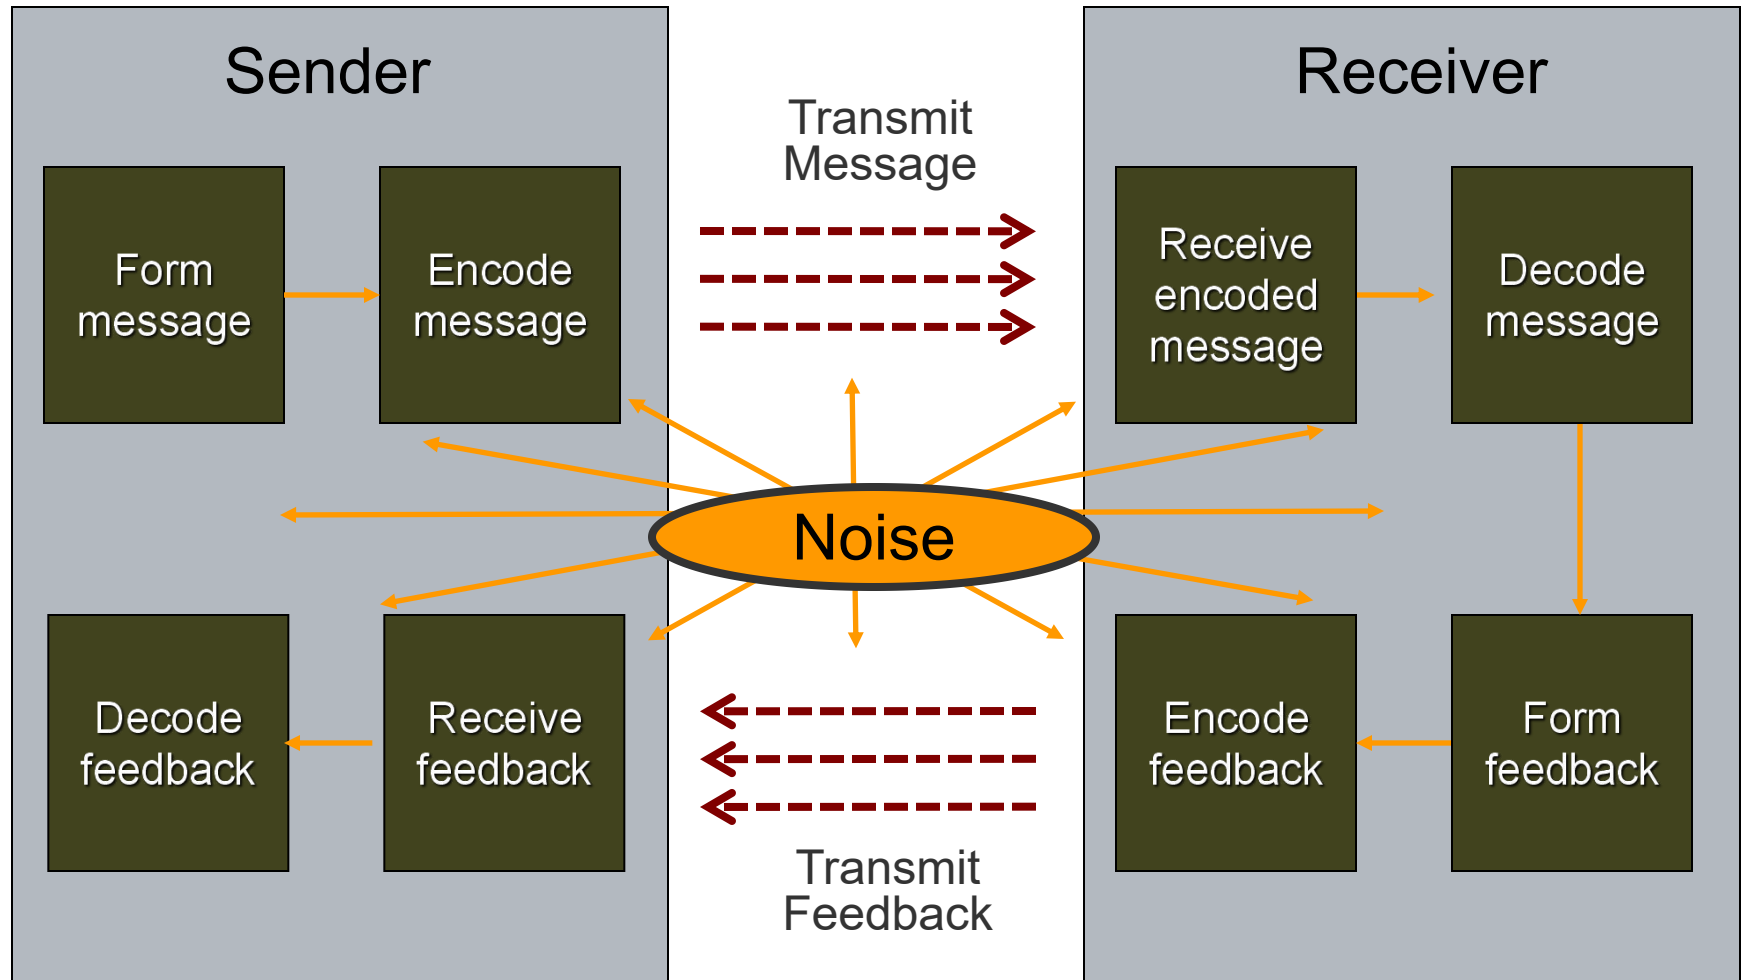 Sender
Receiver
Transmit
Message
Form
message
Encode
message
Receive
encoded
message
Decode
message
Noise
Decode
feedback
Receive
feedback
Encode
feedback
Form
feedback
Transmit
Feedback